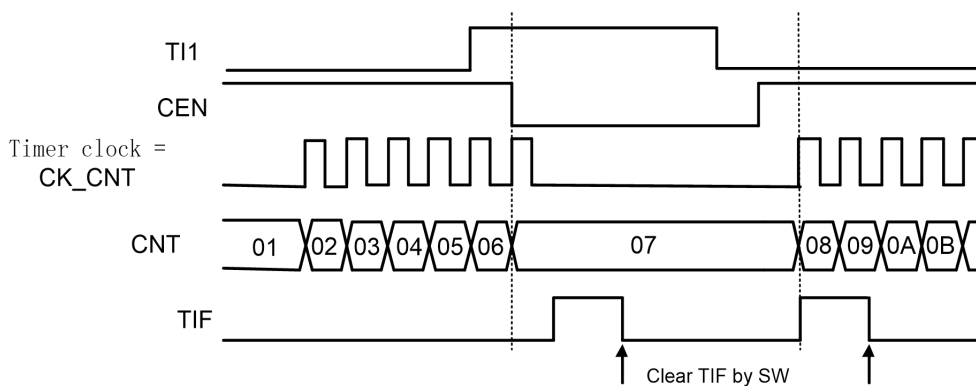 TI1
CEN
Timer clock =
CK_CNT
CNT 01 02 03 04 05 06 07 08 09 0A 0B
TIF
Clear TIF by SW